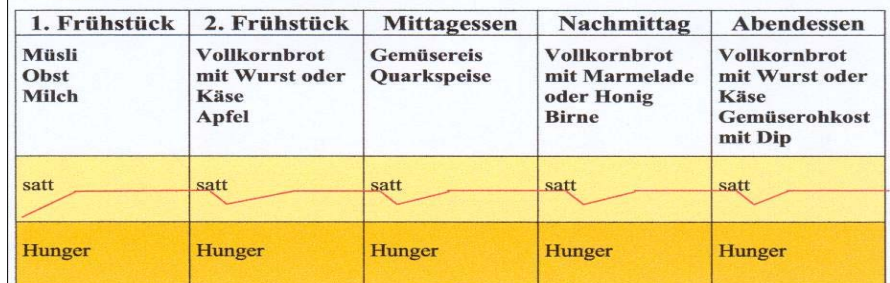 1. Frühstück
2. Frühstück
Mittagessen
Nachmittag
Abendessen
Müsli
Obst
Milch
Vollkornbrot
mit Wurst oder
Käse
Apfel
Gemüsereis
Quarkspeise
Vollkornbrot
mit Marmelade
oder Honig
Birne
Vollkornbrot
mit Wurst oder
Käse
Gemüserohkost
mit Dip
satt
satt
satt
satt
satt
Hunger
Hunger
Hunger
Hunger
Hunger